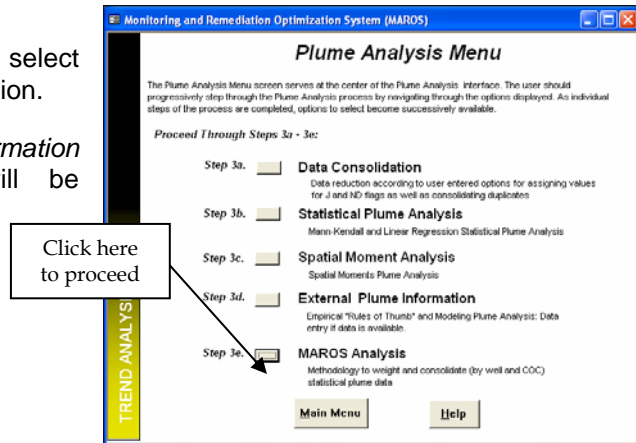 select
ion.
rmation
ill be
Click here
to proceed
Monitoring and Remediation Optimization System (MAROS)
Plume Analysis Menu
The Plume Analysis Menu screen serves at the center of the Plume Analysis interface. The user should
progressively step through the Plume Analysis process by navigating through the options displayed. As individual
steps of the process are completed, options to select become successively available.
Proceed Through Steps 3a - 3e:
Step 3a. Data Consolidation
Data reduction according to user entered options for assigning values
for J and ND flags as well as consolidating duplicates
Step 3b. Statistical Plume Analysis
Mann-Kendall and Linear Regression Statistical Plume Analysis
Step 3c. Spatial Moment Analysis
Spatial Moments Plume Analysis
Step 3d. External Plume Information
Empirical "Rules of Thumb" and Modeling Plume Analysis: Data
entry if data is available.
Step 3e. MAROS Analysis
Methodology to weight and consolidate (by well and COC)
statistical plume data
Main Menu Help
TREND ANALYSI